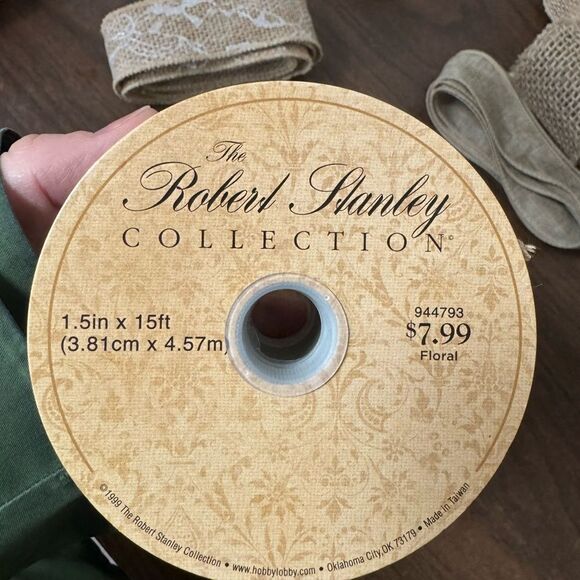 The
Robert Stanley
COLLECTION©
1.5in x 15ft
(3.81cm x 4.57m)
944793
$7.99
Floral
©1999 The Robert Stanley Collection • www.hobbylobby.com • Oklahoma City, OK 73179 • Made in Taiwan